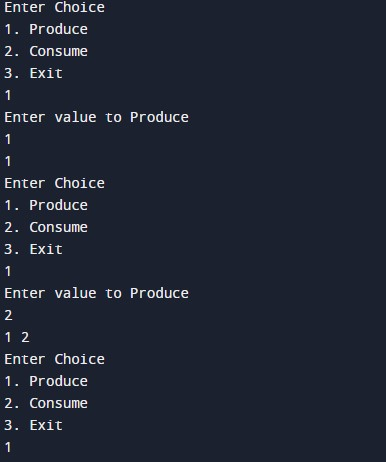 Enter Choice
1. Produce
2. Consume
3. Exit
1
Enter value to Produce
1
1
Enter Choice
1. Produce
2. Consume
3. Exit
1
Enter value to Produce
2
1 2
Enter Choice
1. Produce
2. Consume
3. Exit
1